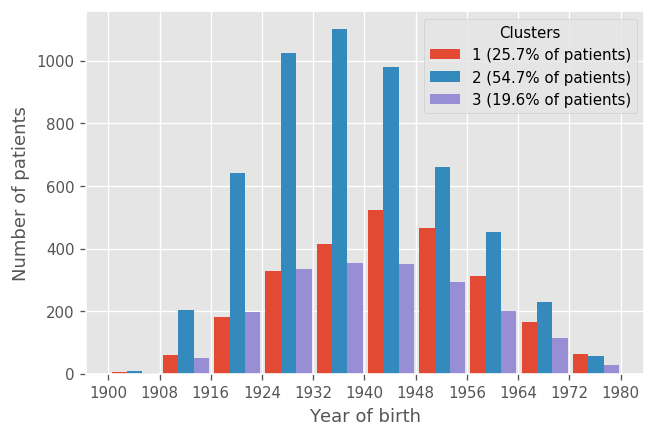 Clusters
1 (25.7% of patients)
2 (54.7% of patients)
3 (19.6% of patients)
Number of patients
1000
800
600
400
200
0
1900 1908 1916 1924 1932 1940 1948 1956 1964 1972 1980
Year of birth